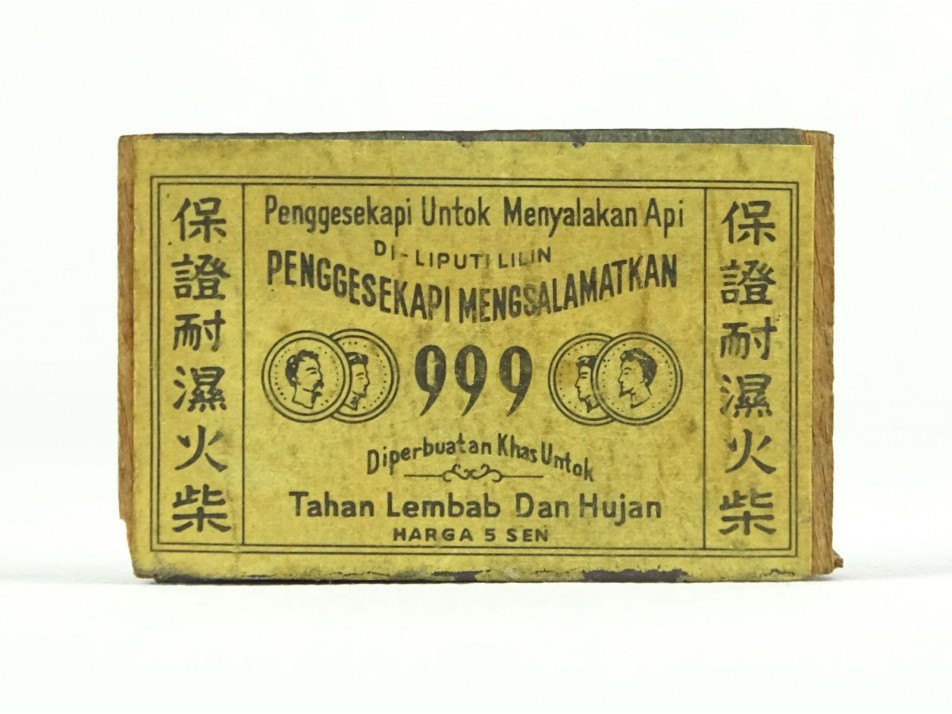 保證耐濕火柴
Penggesekapi Untok Menyalakan Api
DI-LIPUTI LILIN
PENGGESEKAPI MENGSALAMATKAN
999
Diperbuatan Khas Untok
Tahan Lembab Dan Hujan
HARGA 5 SEN
保證耐濕火柴